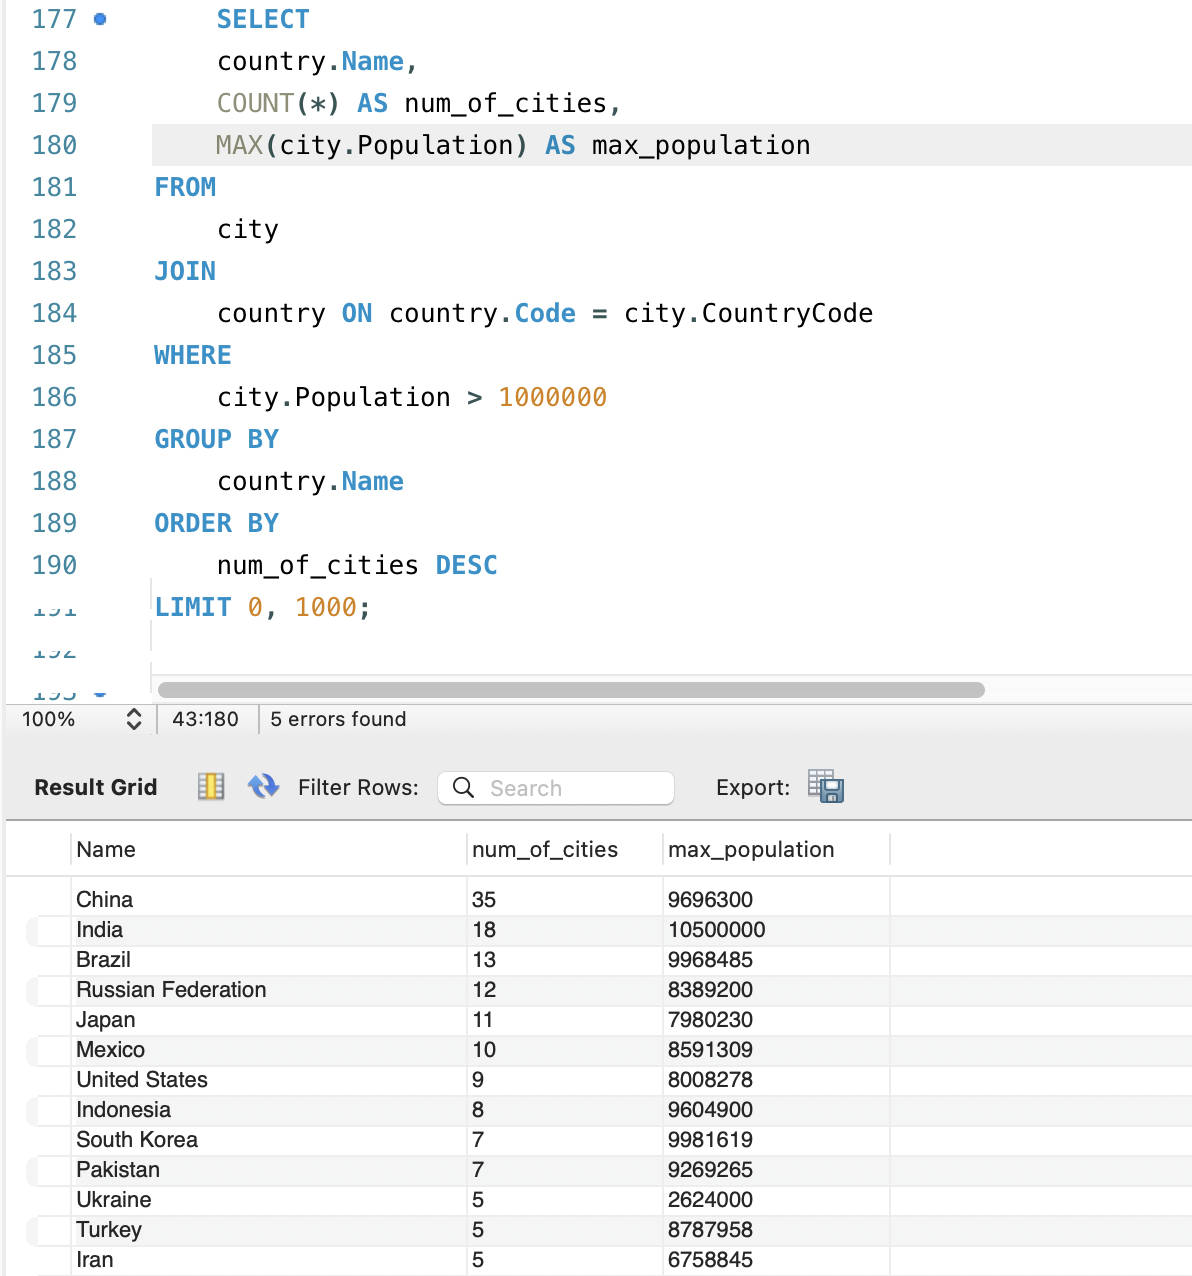 177 SELECT
178 country.Name,
179 COUNT(*) AS num_of_cities,
180 MAX(city.Population) AS max_population
181 FROM
182 city
183 JOIN
184 country ON country.Code = city.CountryCode
185 WHERE
186 city.Population > 1000000
187 GROUP BY
188 country.Name
189 ORDER BY
190 num_of_cities DESC
191 LIMIT 0, 1000;
192
193
100% 43:180 5 errors found
Result Grid Filter Rows: Search Export:
Name num_of_cities max_population
China 35 9696300
India 18 10500000
Brazil 13 9968485
Russian Federation 12 8389200
Japan 11 7980230
Mexico 10 8591309
United States 9 8008278
Indonesia 8 9604900
South Korea 7 9981619
Pakistan 7 9269265
Ukraine 5 2624000
Turkey 5 8787958
Iran 5 6758845